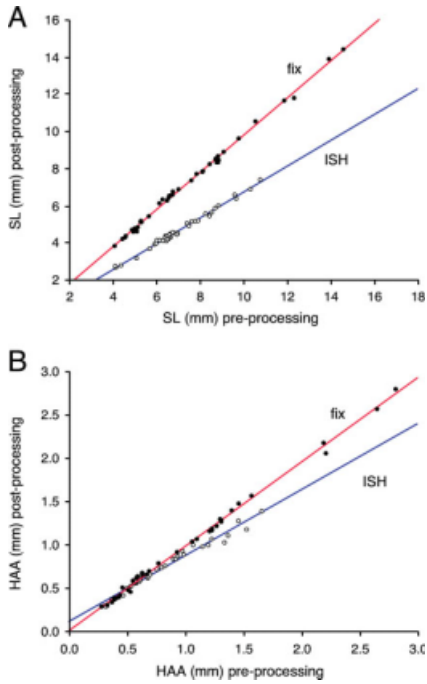 A
16
14
12
10
8
6
4
2
SL (mm) post-processing
fix
ISH
2 4 6 8 10 12 14 16 18
SL (mm) pre-processing
B
3.0
2.5
2.0
1.5
1.0
0.5
0.0
HAA (mm) post-processing
fix
ISH
0.0 0.5 1.0 1.5 2.0 2.5 3.0
HAA (mm) pre-processing